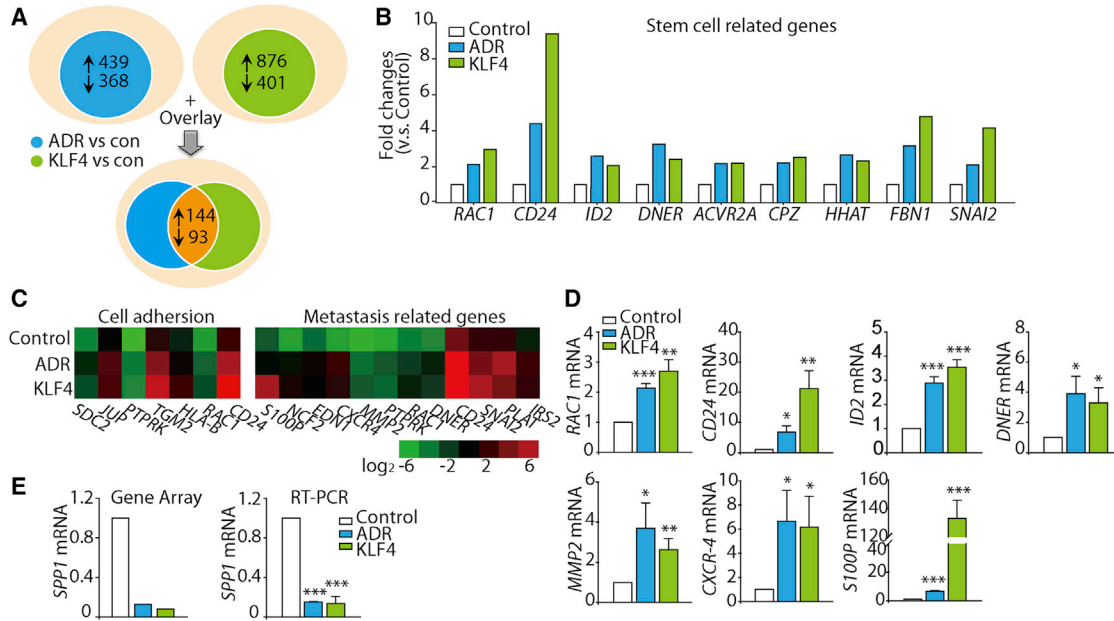 A
↑ 439
↓ 368
↑ 876
↓ 401
+
Overlay
ADR vs con
KLF4 vs con
↑ 144
↓ 93
B
Stem cell related genes
Control
ADR
KLF4
Fold changes
(v.s. Control)
10
8
6
4
2
0
RAC1 CD24 ID2 DNER ACVR2A CPZ HHAT FBN1 SNAI2
C
Cell adhesion Metastasis related genes
Control
ADR
KLF4
SDC2 JUP PTPRK TGM2 HLA-B RAC1 CD24 S100P NCF2 EDN1 CXCR4 MMP2 PTPRK RAC1 DNER CD24 SNAI2 PLAT IRS2
log2 -6 -2 2 6
D
Control
ADR
KLF4
RAC1 mRNA
4
3
2
1
0
*** **
CD24 mRNA
40
30
20
10
0
* **
ID2 mRNA
5
4
3
2
1
0
*** ***
DNER mRNA
8
6
4
2
0
* *
MMP2 mRNA
6
4
2
0
* **
CXCR-4 mRNA
10
8
6
4
2
0
* *
S100P mRNA
160
140
120
40
20
0
*** ***
E
Gene Array
SPP1 mRNA
1.2
0.8
0.4
0
RT-PCR
SPP1 mRNA
1.2
0.8
0.4
0
*** ***
Control
ADR
KLF4